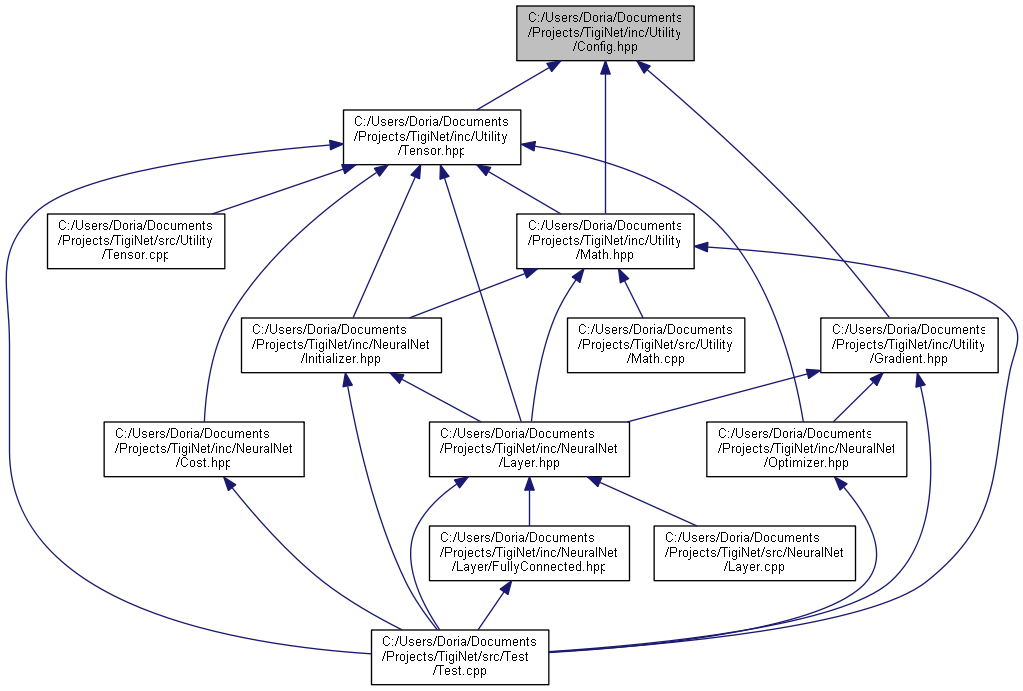 C:/Users/Doria/Documents
/Projects/TigiNet/inc/Utility
/Config.hpp
C:/Users/Doria/Documents
/Projects/TigiNet/inc/Utility
/Tensor.hpp
C:/Users/Doria/Documents
/Projects/TigiNet/src/Utility
/Tensor.cpp
C:/Users/Doria/Documents
/Projects/TigiNet/inc/Utility
/Math.hpp
C:/Users/Doria/Documents
/Projects/TigiNet/inc/NeuralNet
/Initializer.hpp
C:/Users/Doria/Documents
/Projects/TigiNet/src/Utility
/Math.cpp
C:/Users/Doria/Documents
/Projects/TigiNet/inc/Utility
/Gradient.hpp
C:/Users/Doria/Documents
/Projects/TigiNet/inc/NeuralNet
/Cost.hpp
C:/Users/Doria/Documents
/Projects/TigiNet/inc/NeuralNet
/Layer.hpp
C:/Users/Doria/Documents
/Projects/TigiNet/inc/NeuralNet
/Optimizer.hpp
C:/Users/Doria/Documents
/Projects/TigiNet/inc/NeuralNet
/Layer/FullyConnected.hpp
C:/Users/Doria/Documents
/Projects/TigiNet/src/NeuralNet
/Layer.cpp
C:/Users/Doria/Documents
/Projects/TigiNet/src/Test
/Test.cpp